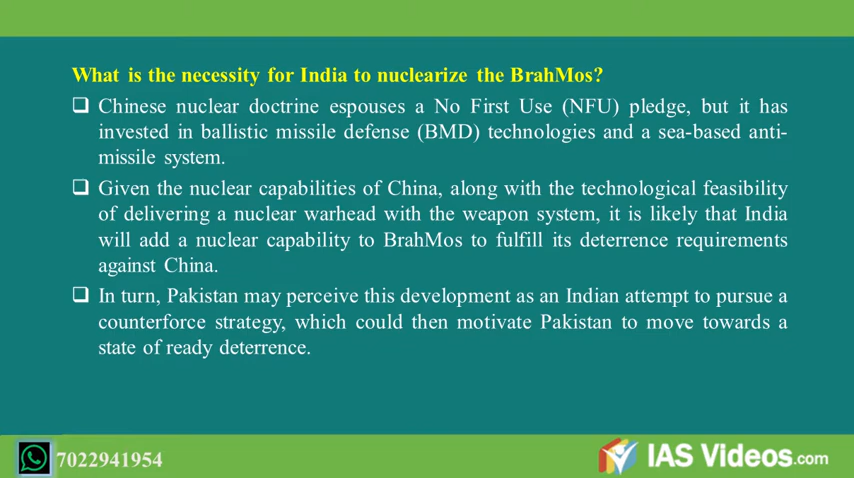 What is the necessity for India to nuclearize the BrahMos?
❑ Chinese nuclear doctrine espouses a No First Use (NFU) pledge, but it has
invested in ballistic missile defense (BMD) technologies and a sea-based anti-
missile system.
❑ Given the nuclear capabilities of China, along with the technological feasibility
of delivering a nuclear warhead with the weapon system, it is likely that India
will add a nuclear capability to BrahMos to fulfill its deterrence requirements
against China.
❑ In turn, Pakistan may perceive this development as an Indian attempt to pursue a
counterforce strategy, which could then motivate Pakistan to move towards a
state of ready deterrence.
7022941954
IAS Videos.com